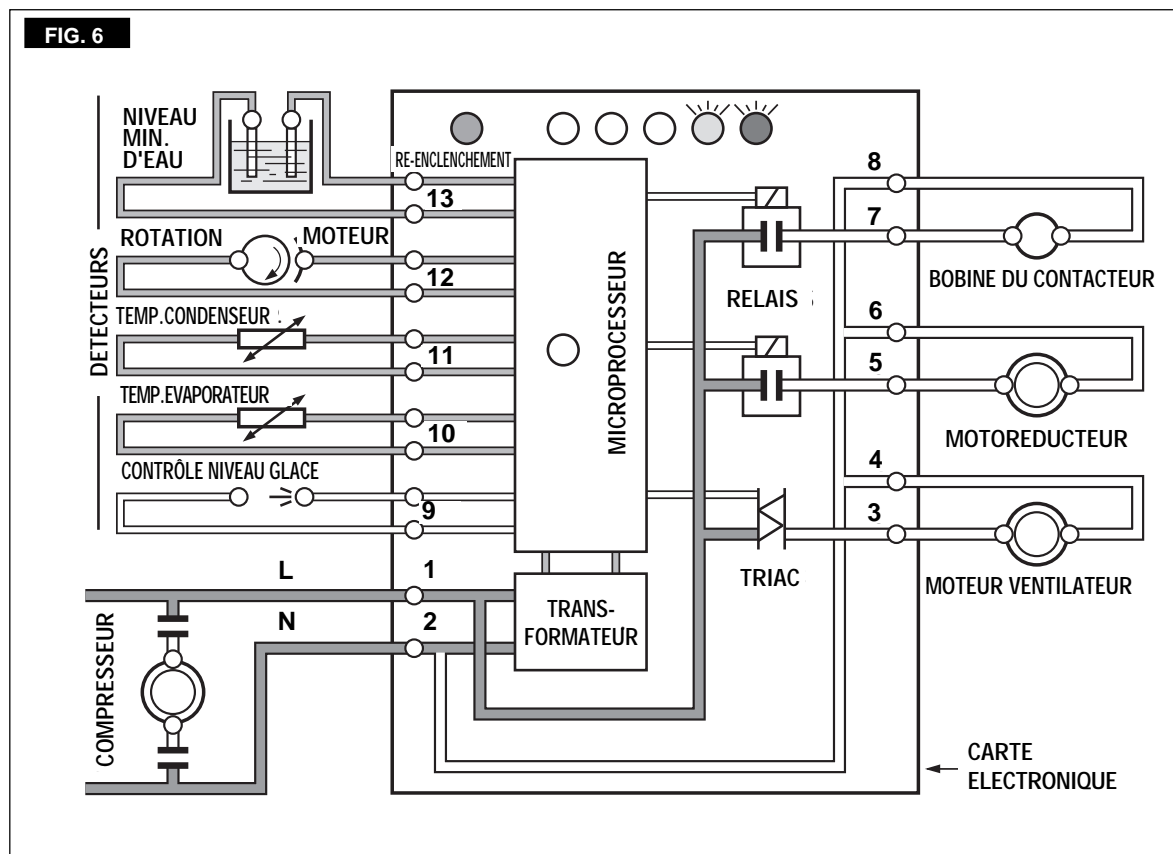 FIG. 6
NIVEAU
MIN.
D'EAU
RE-ENCLENCHEMENT
13
ROTATION MOTEUR
12
TEMP.CONDENSEUR
11
TEMP.EVAPORATEUR
10
CONTRÔLE NIVEAU GLACE
9
DETECTEURS
L
1
N
2
COMPRESSEUR
MICROPROCESSEUR
TRANS-
FORMATEUR
RELAIS
TRIAC
8
7
BOBINE DU CONTACTEUR
6
5
MOTOREDUCTEUR
4
3
MOTEUR VENTILATEUR
CARTE
ELECTRONIQUE